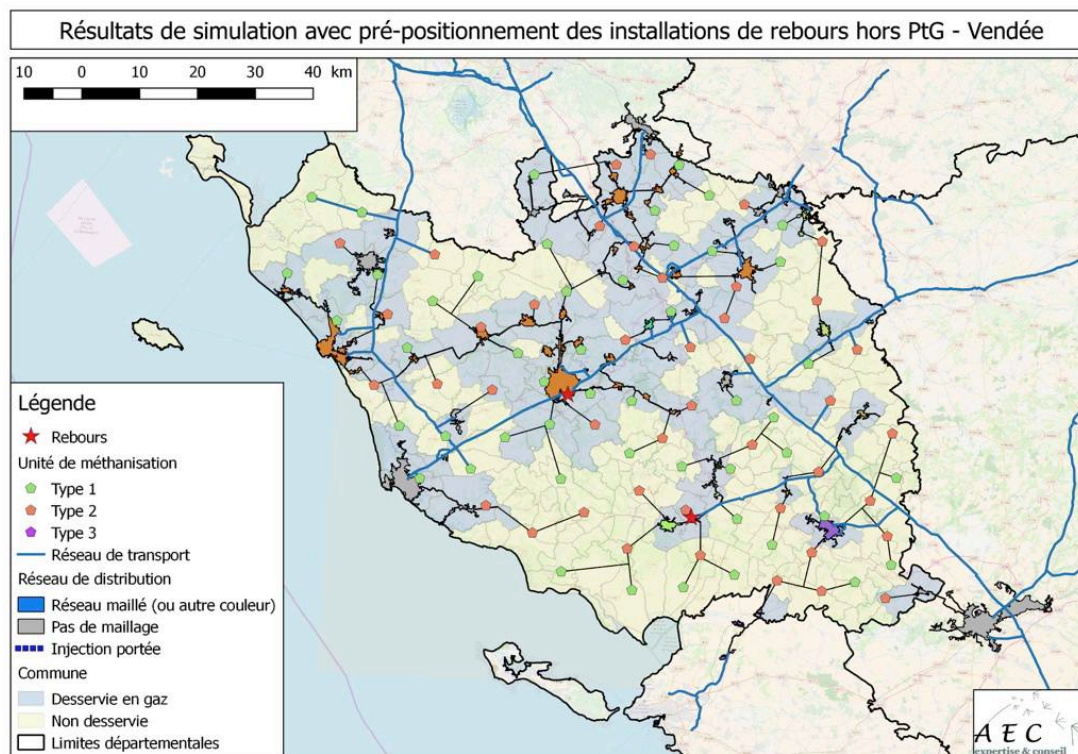 Résultats de simulation avec pré-positionnement des installations de rebours hors PtG - Vendée
10 0 10 20 30 40 km
Légende
Rebours
Unité de méthanisation
Type 1
Type 2
Type 3
Réseau de transport
Réseau de distribution
Réseau maillé (ou autre couleur)
Pas de maillage
Injection portée
Commune
Desservie en gaz
Non desservie
Limites départementales
AEC
expertise & conseil